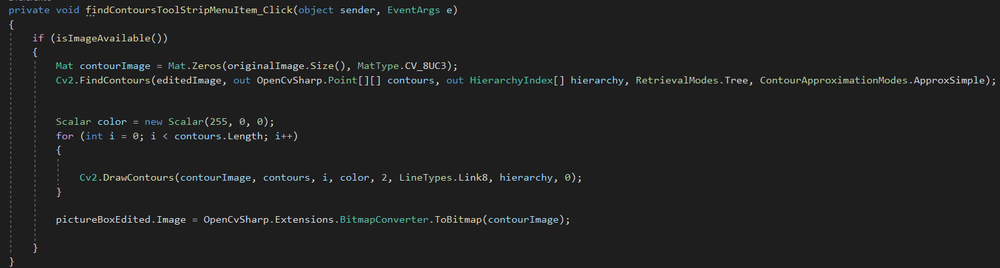 private void findContoursToolStripMenuItem_Click(object sender, EventArgs e)
{
if (isImageAvailable())
{
Mat contourImage = Mat.Zeros(originalImage.Size(), MatType.CV_8UC3);
Cv2.FindContours(editedImage, out OpenCvSharp.Point[][] contours, out HierarchyIndex[] hierarchy, RetrievalModes.Tree, ContourApproximationModes.ApproxSimple);
Scalar color = new Scalar(255, 0, 0);
for (int i = 0; i < contours.Length; i++)
{
Cv2.DrawContours(contourImage, contours, i, color, 2, LineTypes.Link8, hierarchy, 0);
}
pictureBoxEdited.Image = OpenCvSharp.Extensions.BitmapConverter.ToBitmap(contourImage);
}
}